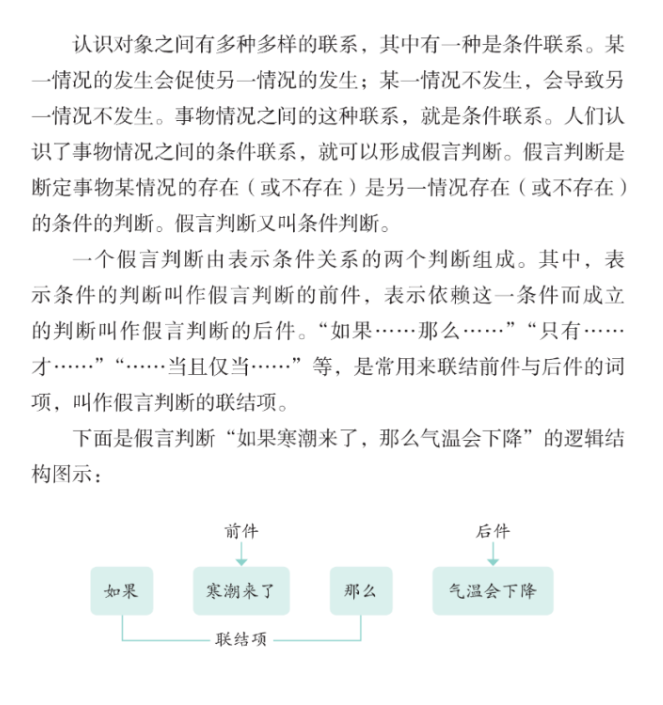 认识对象之间有多种多样的联系，其中有一种是条件联系。某
一情况的发生会促使另一情况的发生；某一情况不发生，会导致另
一情况不发生。事物情况之间的这种联系，就是条件联系。人们认
识了事物情况之间的条件联系，就可以形成假言判断。假言判断是
断定事物某情况的存在（或不存在）是另一情况存在（或不存在）
的条件的判断。假言判断又叫条件判断。
一个假言判断由表示条件关系的两个判断组成。其中，表
示条件的判断叫作假言判断的前件，表示依赖这一条件而成立
的判断叫作假言判断的后件。“如果……那么……”“只有……
才……”“……当且仅当……”等，是常用来联结前件与后件的词
项，叫作假言判断的联结项。
下面是假言判断“如果寒潮来了，那么气温会下降”的逻辑结
构图示：
前件 后件
如果 寒潮来了 那么 气温会下降
联结项